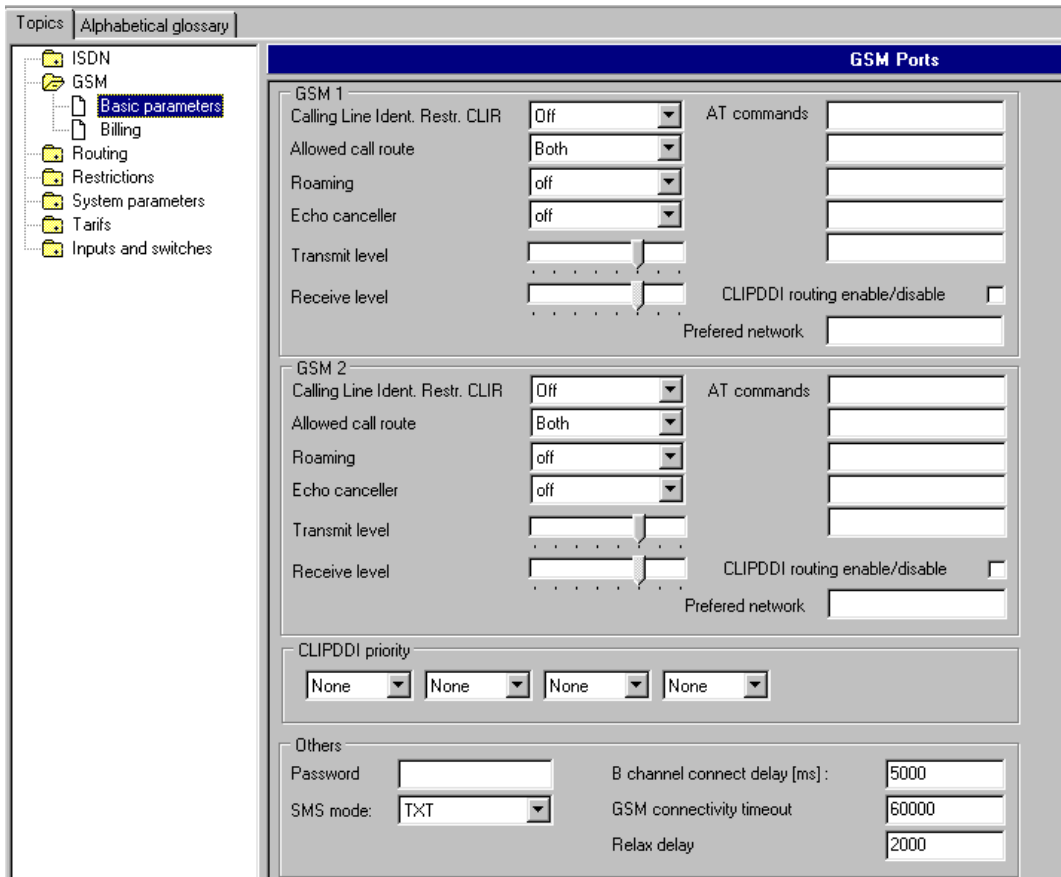 Topics
Alphabetical glossary
ISDN
GSM
Basic parameters
Billing
Routing
Restrictions
System parameters
Tarifs
Inputs and switches
GSM Ports
GSM 1
Calling Line Ident. Restr. CLIR
Off
AT commands
Allowed call route
Both
Roaming
off
Echo canceller
off
Transmit level
Receive level
CLIPDDI routing enable/disable
Prefered network
GSM 2
Calling Line Ident. Restr. CLIR
Off
AT commands
Allowed call route
Both
Roaming
off
Echo canceller
off
Transmit level
Receive level
CLIPDDI routing enable/disable
Prefered network
CLIPDDI priority
None
None
None
None
Others
Password
B channel connect delay [ms] :
5000
SMS mode:
TXT
GSM connectivity timeout
60000
Relax delay
2000